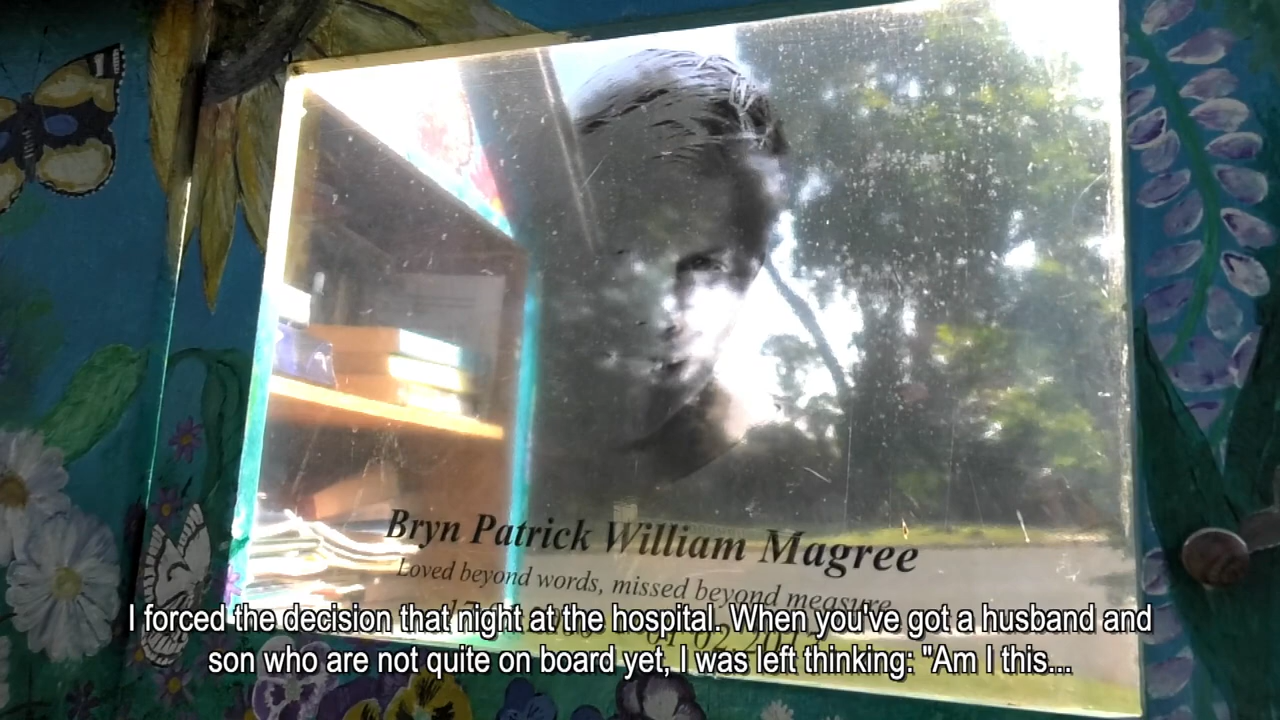 Bryn Patrick William Magree
Loved beyond words, missed beyond measure
I forced the decision that night at the hospital. When you've got a husband and
son who are not quite on board yet, I was left thinking: "Am I this...